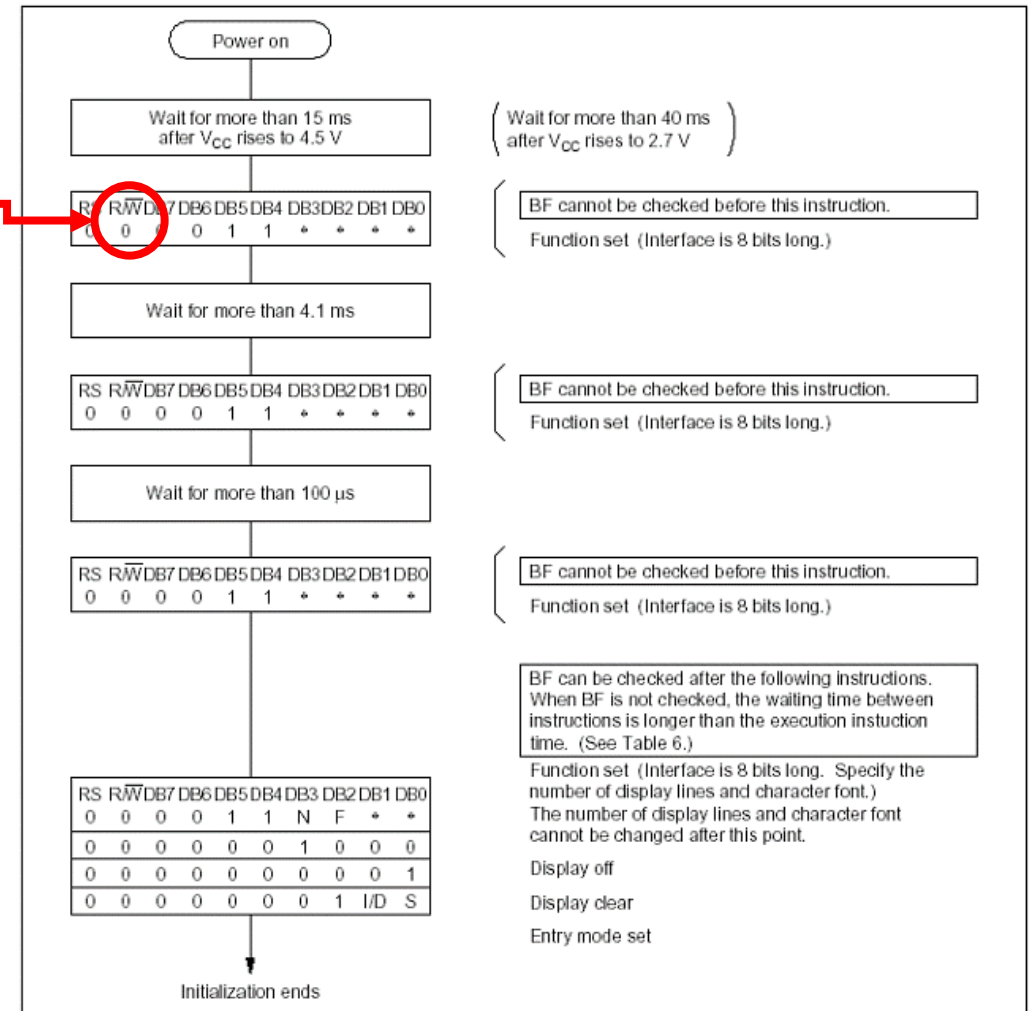 Power on
Wait for more than 15 ms
after VCC rises to 4.5 V
Wait for more than 40 ms
after VCC rises to 2.7 V
RS R/W̅ DB7 DB6 DB5 DB4 DB3 DB2 DB1 DB0
0 0 0 0 1 1 * * * *
BF cannot be checked before this instruction.
Function set (Interface is 8 bits long.)
Wait for more than 4.1 ms
RS R/W̅ DB7 DB6 DB5 DB4 DB3 DB2 DB1 DB0
0 0 0 0 1 1 * * * *
BF cannot be checked before this instruction.
Function set (Interface is 8 bits long.)
Wait for more than 100 μs
RS R/W̅ DB7 DB6 DB5 DB4 DB3 DB2 DB1 DB0
0 0 0 0 1 1 * * * *
BF cannot be checked before this instruction.
Function set (Interface is 8 bits long.)
BF can be checked after the following instructions.
When BF is not checked, the waiting time between
instructions is longer than the execution instuction
time. (See Table 6.)
RS R/W̅ DB7 DB6 DB5 DB4 DB3 DB2 DB1 DB0
0 0 0 0 1 1 N F * *
0 0 0 0 0 0 1 0 0 0
0 0 0 0 0 0 0 0 0 1
0 0 0 0 0 0 0 1 I/D S
Function set (Interface is 8 bits long. Specify the
number of display lines and character font.)
The number of display lines and character font
cannot be changed after this point.
Display off
Display clear
Entry mode set
Initialization ends